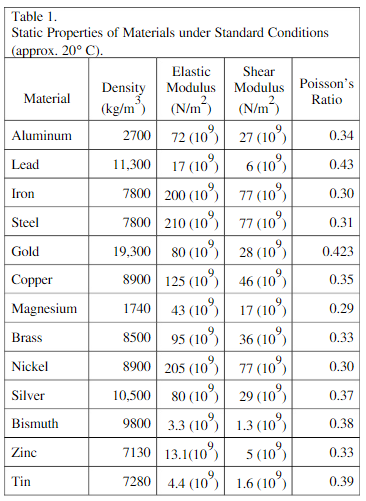 Table 1.
Static Properties of Materials under Standard Conditions
(approx. 20° C).
Material Density (kg/m³) Elastic Modulus (N/m²) Shear Modulus (N/m²) Poisson's Ratio
Aluminum 2700 72 (10⁹) 27 (10⁹) 0.34
Lead 11,300 17 (10⁹) 6 (10⁹) 0.43
Iron 7800 200 (10⁹) 77 (10⁹) 0.30
Steel 7800 210 (10⁹) 77 (10⁹) 0.31
Gold 19,300 80 (10⁹) 28 (10⁹) 0.423
Copper 8900 125 (10⁹) 46 (10⁹) 0.35
Magnesium 1740 43 (10⁹) 17 (10⁹) 0.29
Brass 8500 95 (10⁹) 36 (10⁹) 0.33
Nickel 8900 205 (10⁹) 77 (10⁹) 0.30
Silver 10,500 80 (10⁹) 29 (10⁹) 0.37
Bismuth 9800 3.3 (10⁹) 1.3 (10⁹) 0.38
Zinc 7130 13.1(10⁹) 5 (10⁹) 0.33
Tin 7280 4.4 (10⁹) 1.6 (10⁹) 0.39